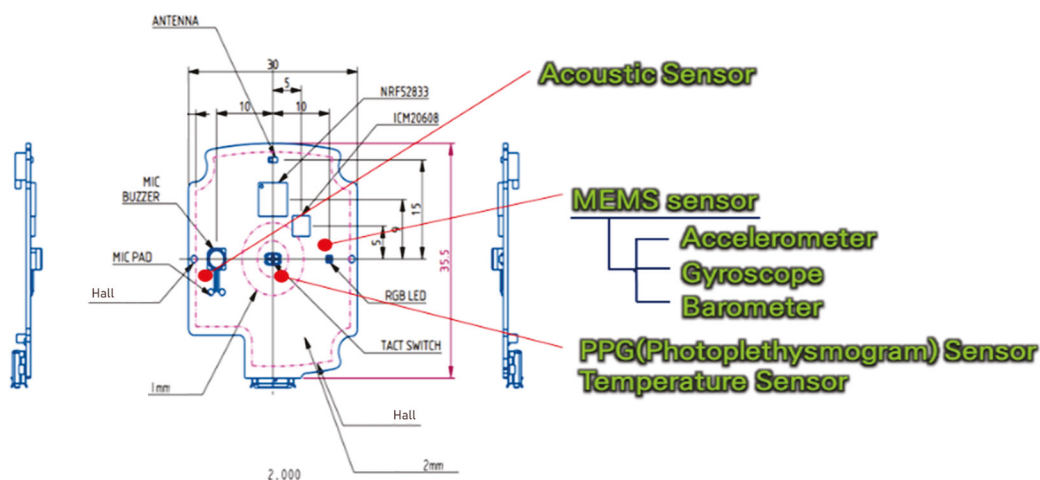 ANTENNA
30
5
10
10
NRF52833
ICM20608
Acoustic Sensor
MIC
BUZZER
MIC PAD
Hall
5
9
15
35.5
MEMS sensor
Accelerometer
Gyroscope
Barometer
RGB LED
TACT SWITCH
PPG(Photoplethysmogram) Sensor
Temperature Sensor
1mm
Hall
2mm
2.000